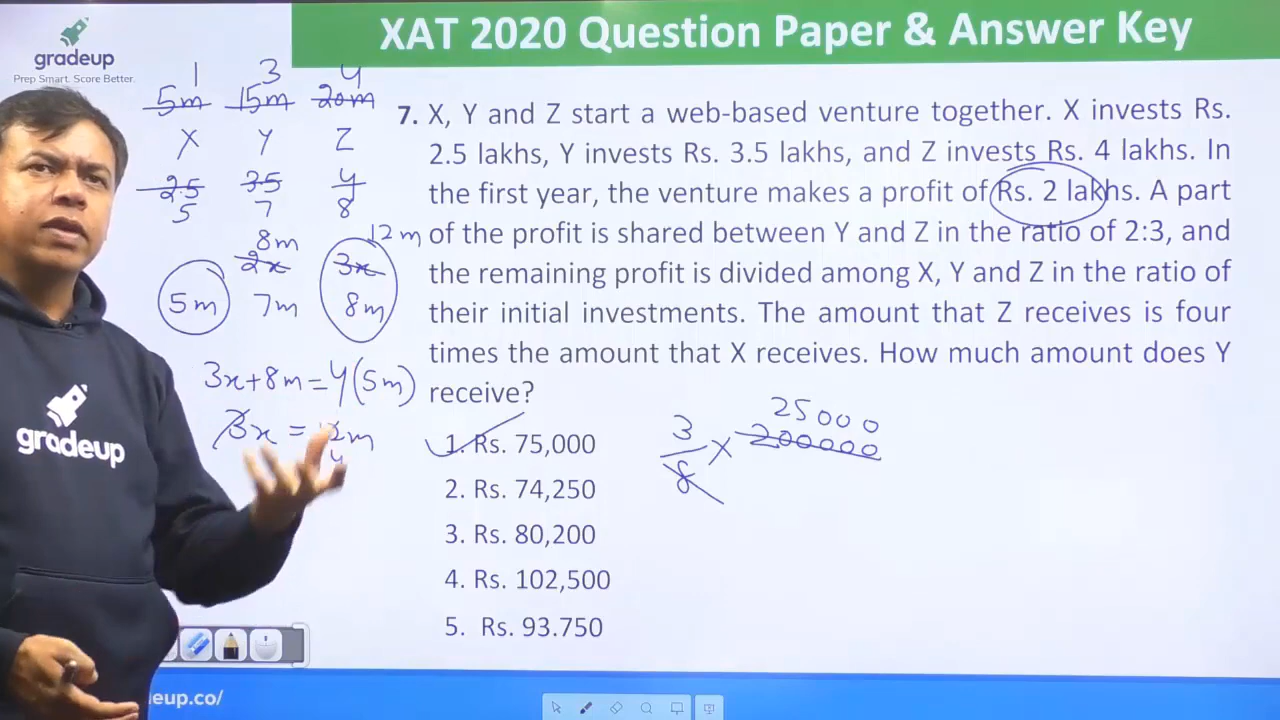 gradeup
Prep Smart. Score Better.
XAT 2020 Question Paper & Answer Key
1 3 4
5m 15m 20m
X Y Z
2.5 3.5 4
5 7 8
8m 12m
2x 3x
5m 7m 8m
3x+8m=4(5m)
3x = 12m
4
7. X, Y and Z start a web-based venture together. X invests Rs.
2.5 lakhs, Y invests Rs. 3.5 lakhs, and Z invests Rs. 4 lakhs. In
the first year, the venture makes a profit of Rs. 2 lakhs. A part
of the profit is shared between Y and Z in the ratio of 2:3, and
the remaining profit is divided among X, Y and Z in the ratio of
their initial investments. The amount that Z receives is four
times the amount that X receives. How much amount does Y
receive?
1. Rs. 75,000
2. Rs. 74,250
3. Rs. 80,200
4. Rs. 102,500
5. Rs. 93.750
25000
3/8 × 200000
gradeup
eup.co/